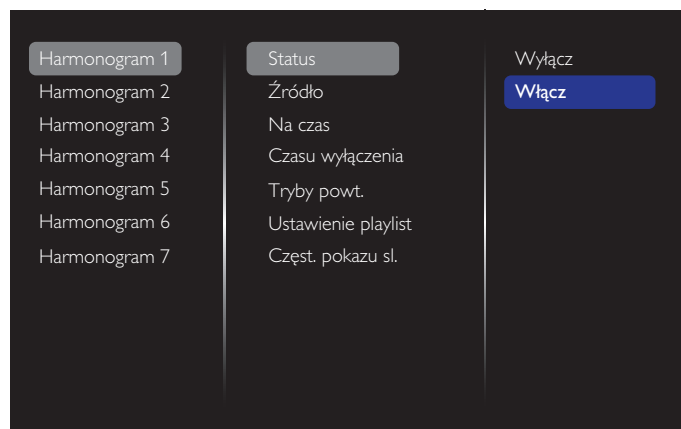 Harmonogram 1
Harmonogram 2
Harmonogram 3
Harmonogram 4
Harmonogram 5
Harmonogram 6
Harmonogram 7
Status
Źródło
Na czas
Czasu wyłączenia
Tryby powt.
Ustawienie playlist
Częst. pokazu sl.
Wyłącz
Włącz